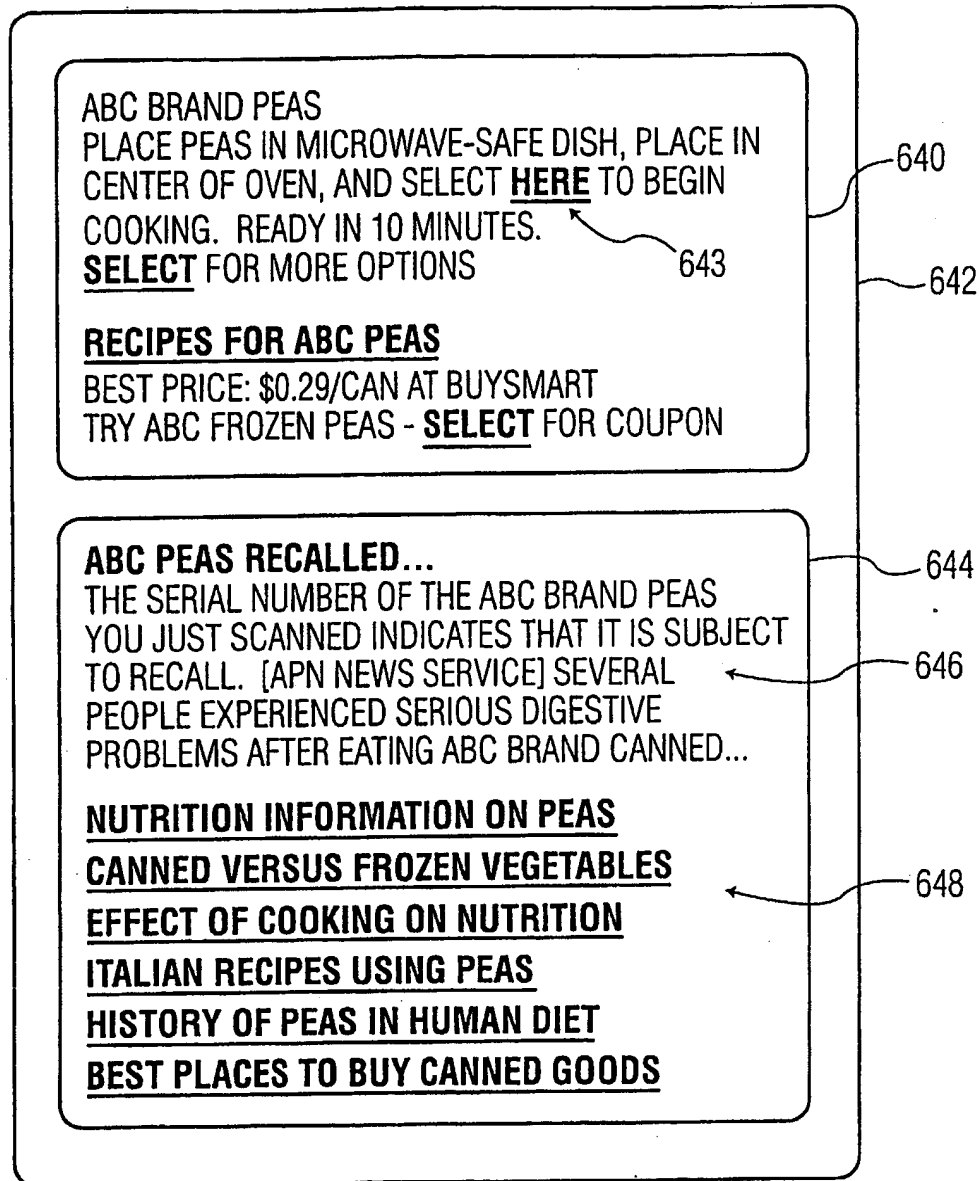 ABC BRAND PEAS
PLACE PEAS IN MICROWAVE-SAFE DISH, PLACE IN
CENTER OF OVEN, AND SELECT HERE TO BEGIN
COOKING. READY IN 10 MINUTES.
SELECT FOR MORE OPTIONS
RECIPES FOR ABC PEAS
BEST PRICE: $0.29/CAN AT BUYSMART
TRY ABC FROZEN PEAS - SELECT FOR COUPON
640
643
642
ABC PEAS RECALLED...
THE SERIAL NUMBER OF THE ABC BRAND PEAS
YOU JUST SCANNED INDICATES THAT IT IS SUBJECT
TO RECALL. [APN NEWS SERVICE] SEVERAL
PEOPLE EXPERIENCED SERIOUS DIGESTIVE
PROBLEMS AFTER EATING ABC BRAND CANNED...
644
646
NUTRITION INFORMATION ON PEAS
CANNED VERSUS FROZEN VEGETABLES
EFFECT OF COOKING ON NUTRITION
ITALIAN RECIPES USING PEAS
HISTORY OF PEAS IN HUMAN DIET
BEST PLACES TO BUY CANNED GOODS
648